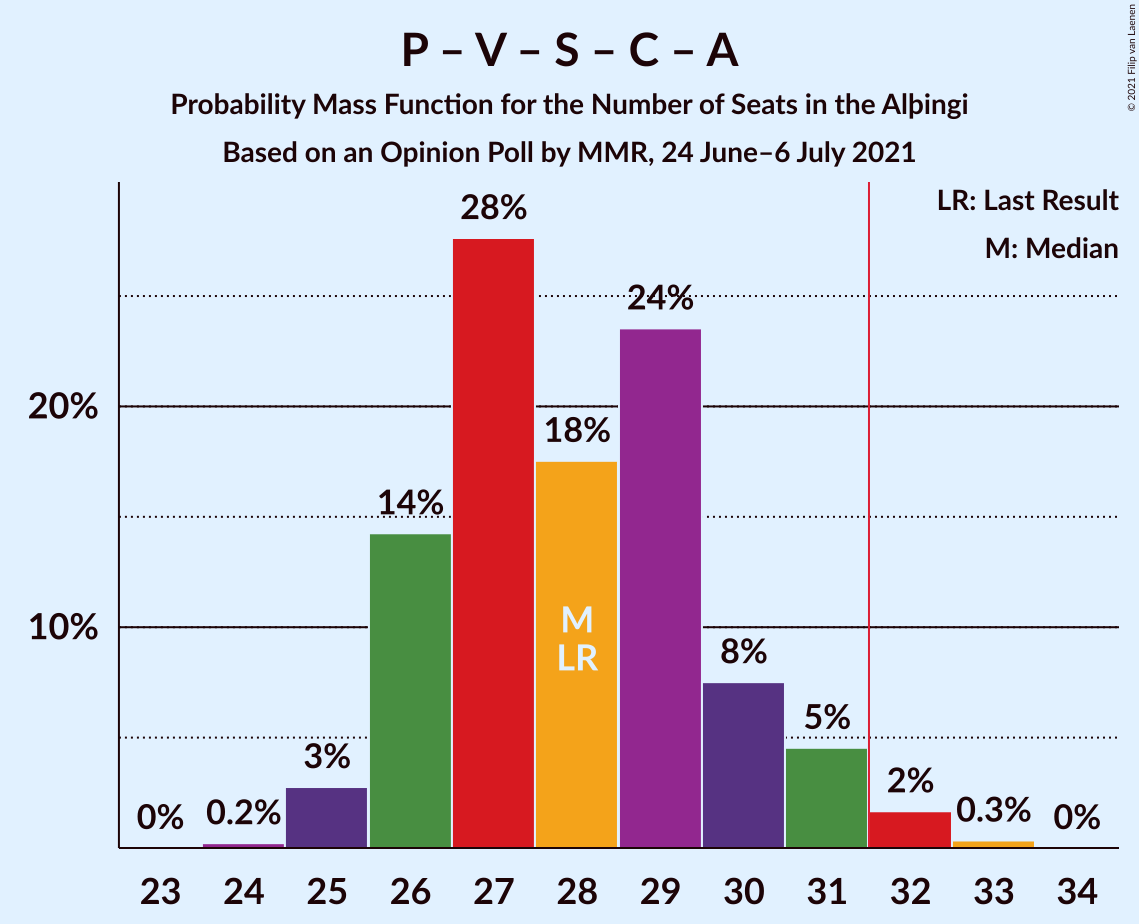 P – V – S – C – A
Probability Mass Function for the Number of Seats in the Alþingi
Based on an Opinion Poll by MMR, 24 June–6 July 2021
© 2021 Filip van Laenen
LR: Last Result
M: Median
20%
10%
0%
0.2%
3%
14%
28%
18%
24%
8%
5%
2%
0.3%
0%
M
LR
23 24 25 26 27 28 29 30 31 32 33 34